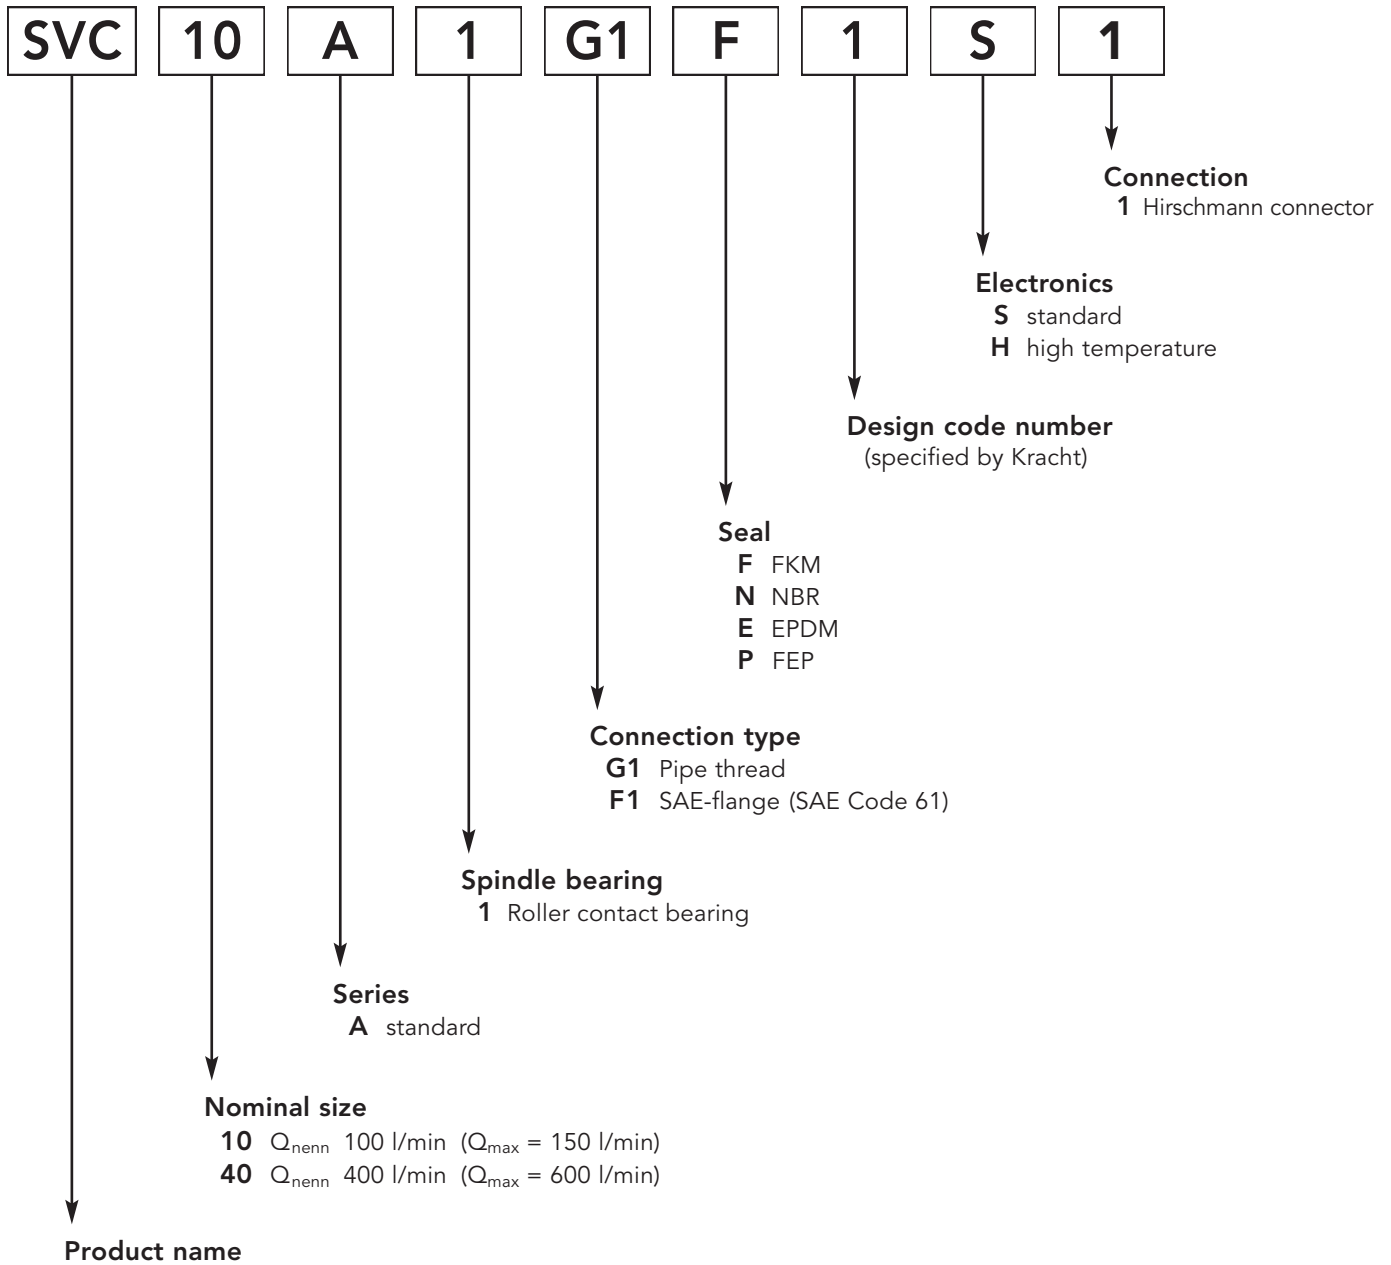 SVC 10 A 1 G1 F 1 S 1
Connection
1 Hirschmann connector
Electronics
S standard
H high temperature
Design code number
(specified by Kracht)
Seal
F FKM
N NBR
E EPDM
P FEP
Connection type
G1 Pipe thread
F1 SAE-flange (SAE Code 61)
Spindle bearing
1 Roller contact bearing
Series
A standard
Nominal size
10 Qnenn 100 l/min (Qmax = 150 l/min)
40 Qnenn 400 l/min (Qmax = 600 l/min)
Product name